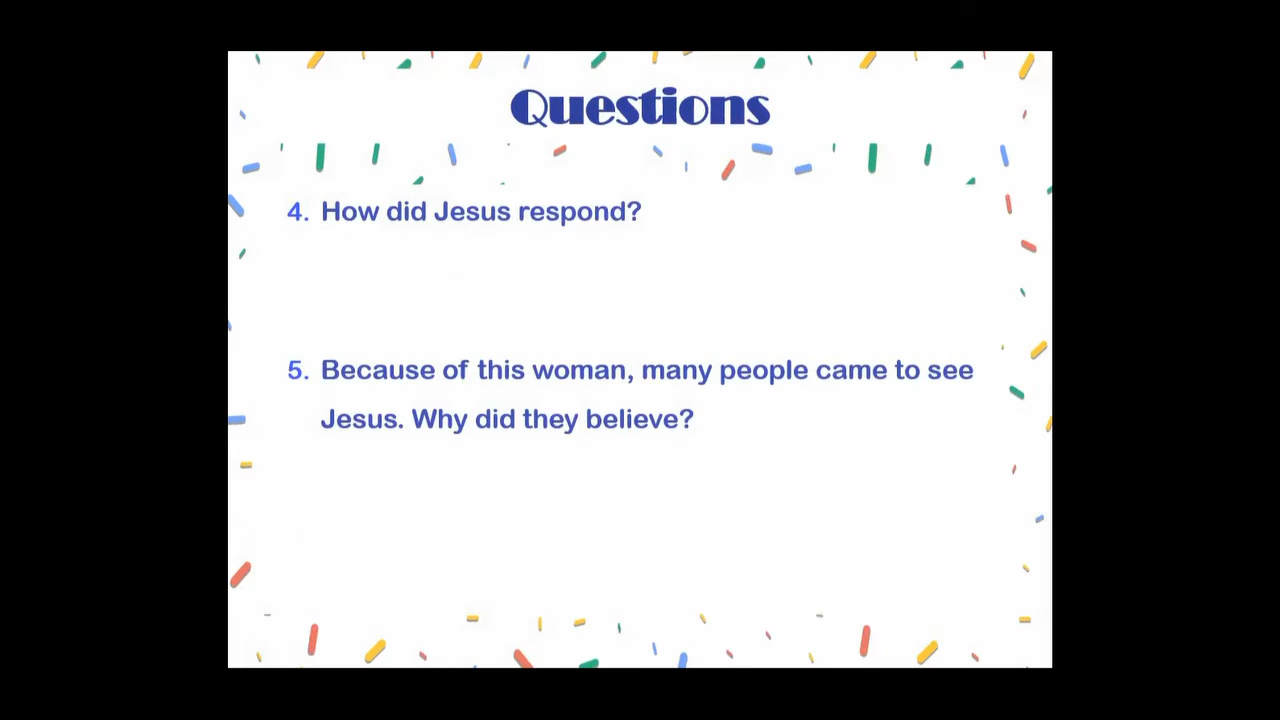 Questions
4. How did Jesus respond?
5. Because of this woman, many people came to see
Jesus. Why did they believe?